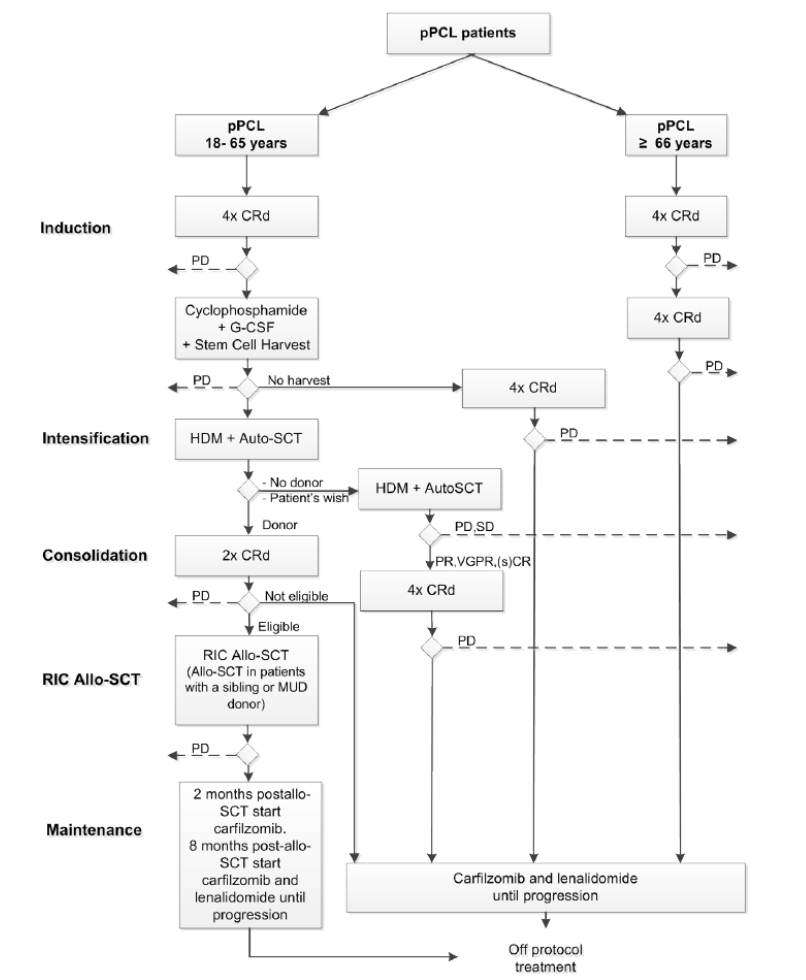 pPCL patients
pPCL
18- 65 years
pPCL
≥ 66 years
Induction
4x CRd
4x CRd
PD
PD
Cyclophosphamide
+ G-CSF
+ Stem Cell Harvest
4x CRd
PD
No harvest
4x CRd
PD
Intensification
HDM + Auto-SCT
PD
- No donor
- Patient's wish
HDM + AutoSCT
Donor
PD,SD
Consolidation
2x CRd
PR,VGPR,(s)CR
4x CRd
PD
Not eligible
Eligible
PD
RIC Allo-SCT
RIC Allo-SCT
(Allo-SCT in patients
with a sibling or MUD
donor)
PD
Maintenance
2 months postallo-
SCT start
carfilzomib.
8 months post-allo-
SCT start
carfilzomib and
lenalidomide until
progression
Carfilzomib and lenalidomide
until progression
Off protocol
treatment